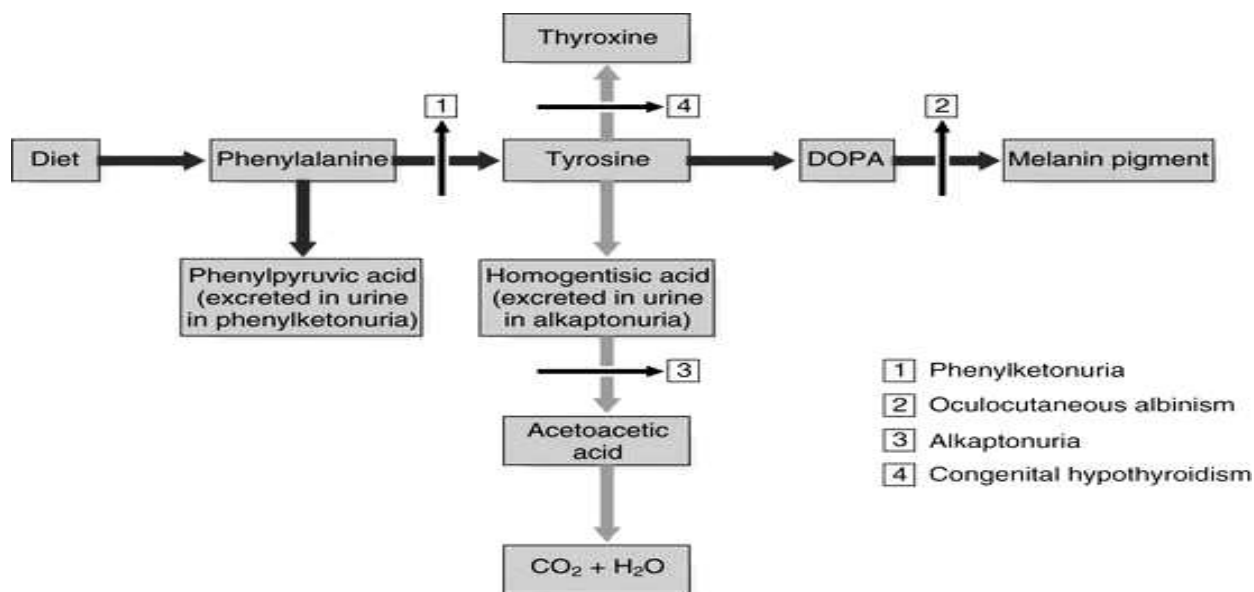 Thyroxine
1
4
2
Diet
Phenylalanine
Tyrosine
DOPA
Melanin pigment
Phenylpyruvic acid
(excreted in urine
in phenylketonuria)
Homogentisic acid
(excreted in urine
in alkaptonuria)
3
Acetoacetic
acid
CO₂ + H₂O
1 Phenylketonuria
2 Oculocutaneous albinism
3 Alkaptonuria
4 Congenital hypothyroidism